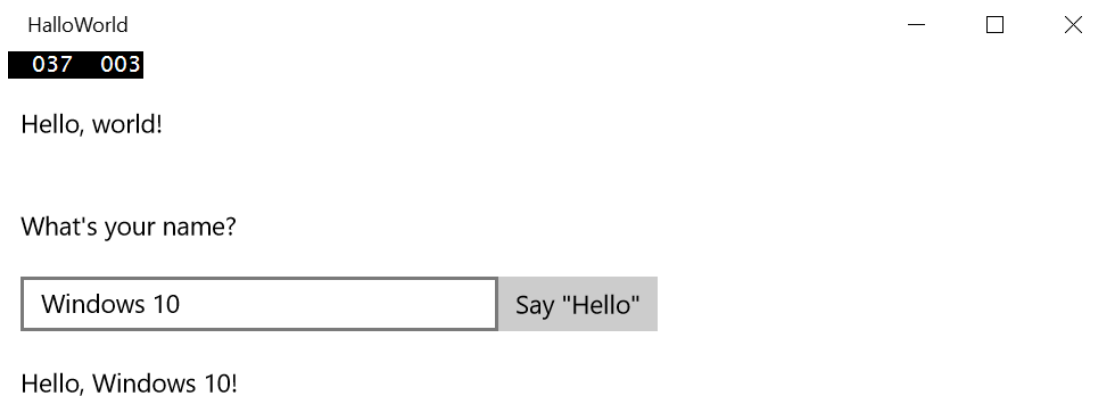 HalloWorld
037 003
Hello, world!
What's your name?
Windows 10 Say "Hello"
Hello, Windows 10!